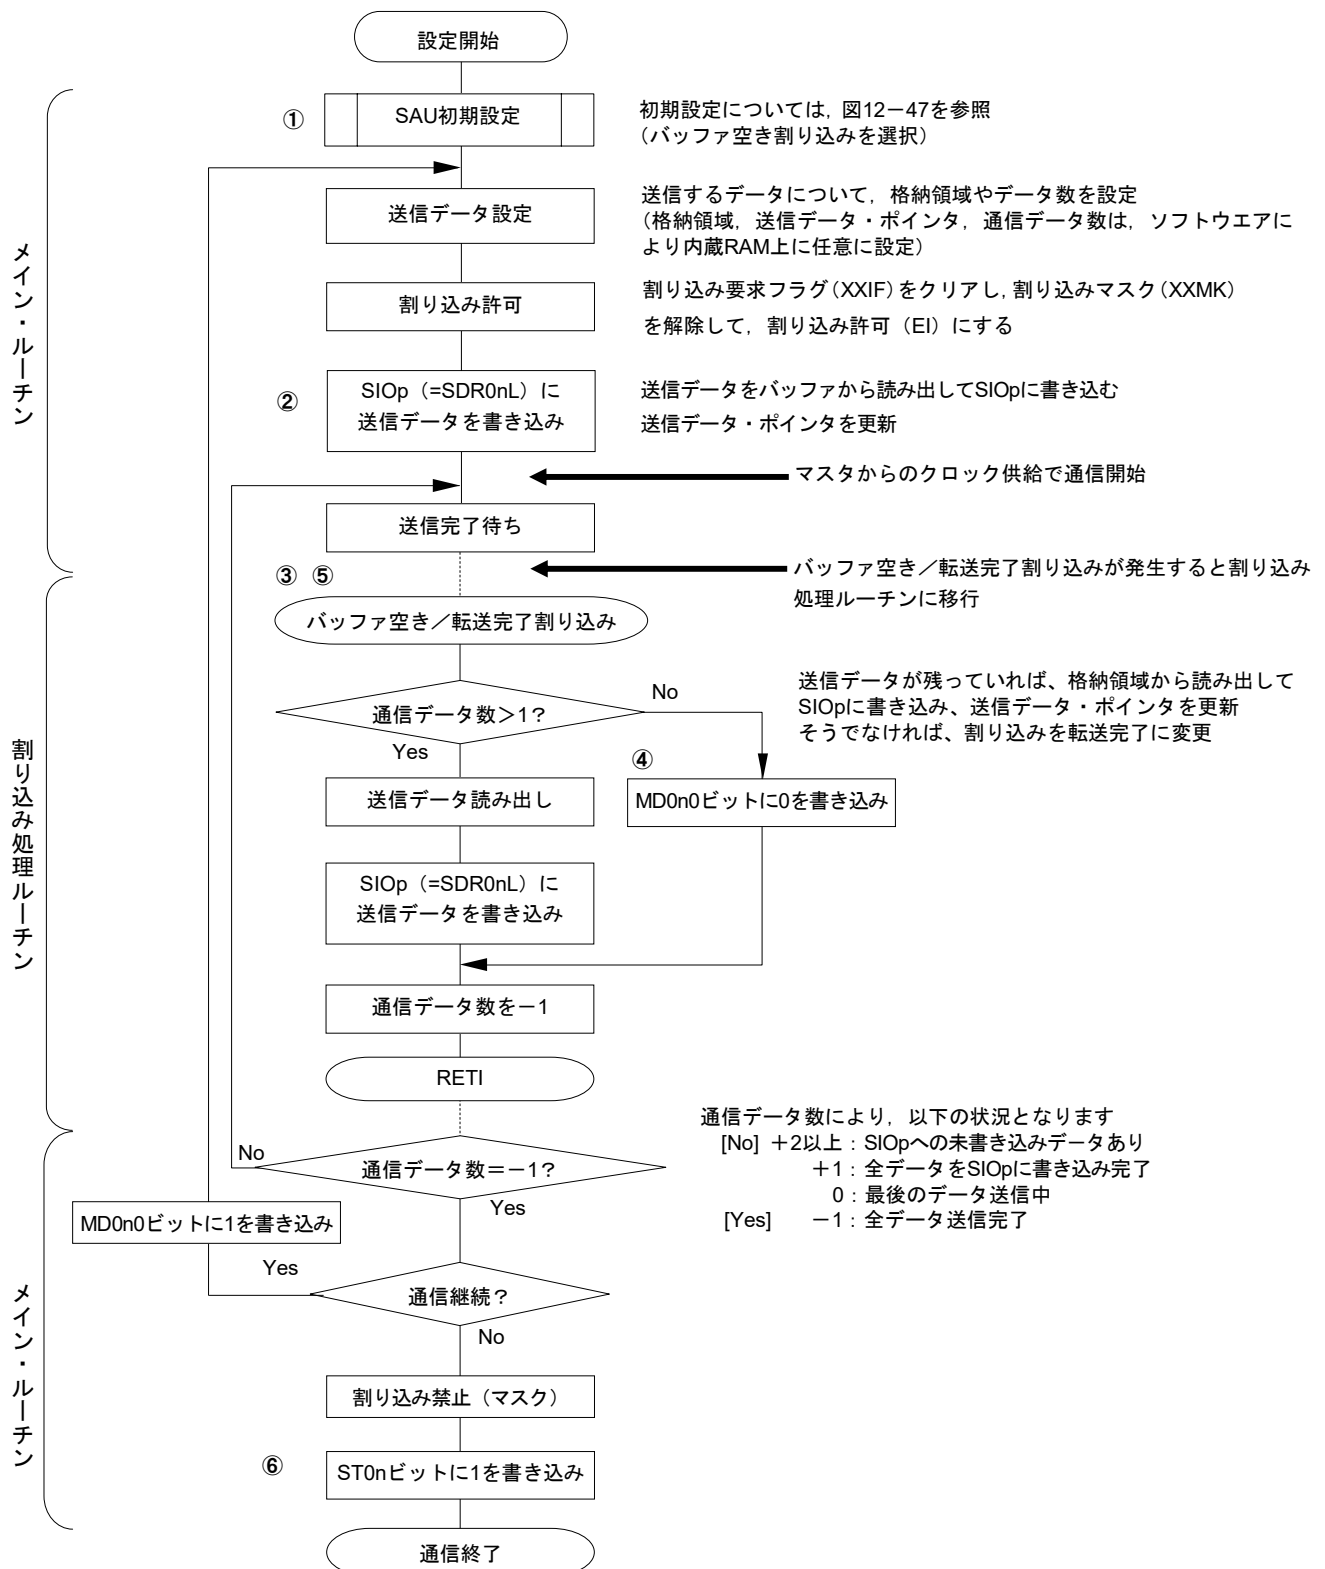 設定開始
①
SAU初期設定
初期設定については, 図12－47を参照
（バッファ空き割り込みを選択）
送信データ設定
送信するデータについて，格納領域やデータ数を設定
（格納領域，送信データ・ポインタ，通信データ数は，ソフトウエアに
より内蔵RAM上に任意に設定）
割り込み許可
割り込み要求フラグ（XXIF）をクリアし, 割り込みマスク（XXMK）
を解除して，割り込み許可（EI）にする
メイン・ルーチン
②
SIOp（=SDR0nL）に
送信データを書き込み
送信データをバッファから読み出してSIOpに書き込む
送信データ・ポインタを更新
マスタからのクロック供給で通信開始
送信完了待ち
③ ⑤
バッファ空き／転送完了割り込みが発生すると割り込み
処理ルーチンに移行
バッファ空き／転送完了割り込み
通信データ数＞1？
No
Yes
送信データが残っていれば、格納領域から読み出して
SIOpに書き込み、送信データ・ポインタを更新
そうでなければ、割り込みを転送完了に変更
④
MD0n0ビットに0を書き込み
送信データ読み出し
割り込み処理ルーチン
SIOp（=SDR0nL）に
送信データを書き込み
通信データ数を－1
RETI
通信データ数により，以下の状況となります
[No] ＋2以上：SIOpへの未書き込みデータあり
＋1：全データをSIOpに書き込み完了
0：最後のデータ送信中
[Yes] －1：全データ送信完了
No
通信データ数＝－1？
Yes
MD0n0ビットに1を書き込み
Yes
通信継続？
No
メイン・ルーチン
割り込み禁止（マスク）
⑥
ST0nビットに1を書き込み
通信終了